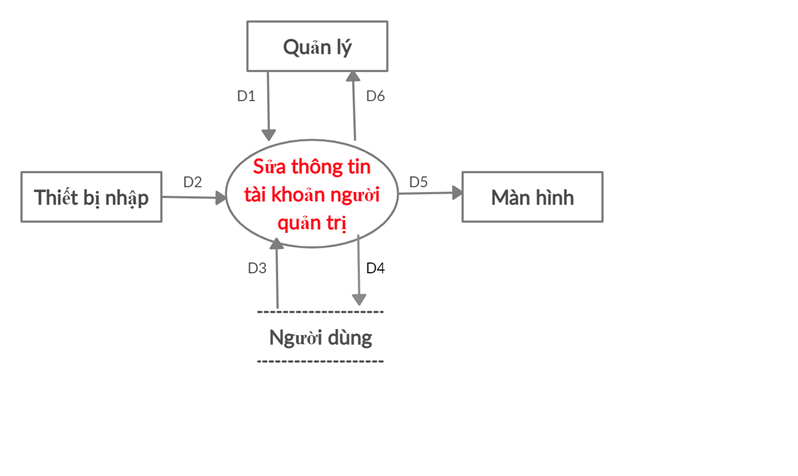 Quản lý
D1
D6
Sửa thông tin
tài khoản người
quản trị
Thiết bị nhập
D2
D5
Màn hình
D3
D4
Người dùng